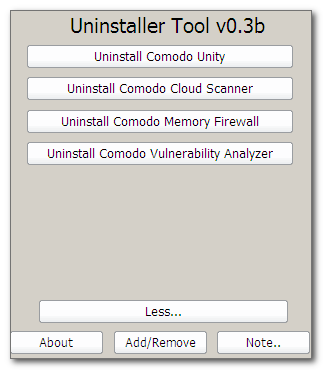 Uninstaller Tool v0.3b
Uninstall Comodo Unity
Uninstall Comodo Cloud Scanner
Uninstall Comodo Memory Firewall
Uninstall Comodo Vulnerability Analyzer
Less...
About Add/Remove Note..